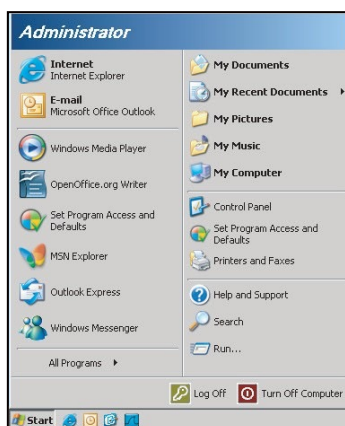 Administrator
Internet
Internet Explorer
E-mail
Microsoft Office Outlook
Windows Media Player
OpenOffice.org Writer
Set Program Access and
Defaults
MSN Explorer
Outlook Express
Windows Messenger
All Programs
My Documents
My Recent Documents
My Pictures
My Music
My Computer
Control Panel
Set Program Access and
Defaults
Printers and Faxes
Help and Support
Search
Run...
Log Off
Turn Off Computer
Start